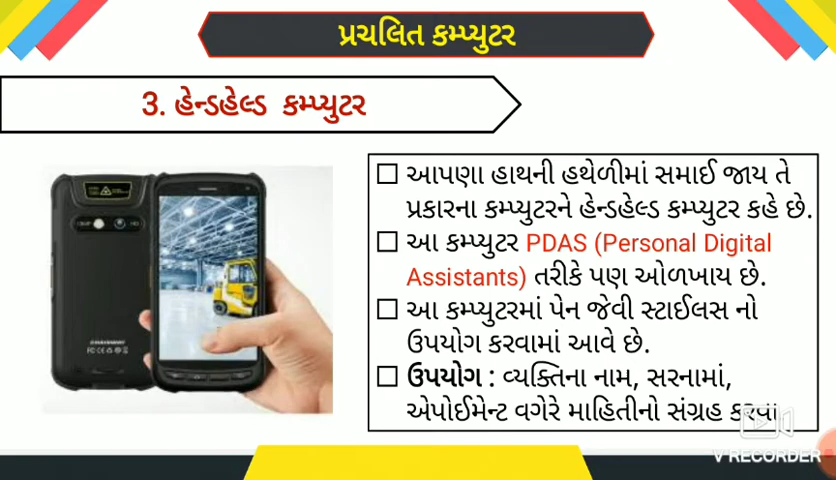 પ્રચલિત કમ્પ્યુટર
3. હેન્ડહેલ્ડ કમ્પ્યુટર
આપણા હાથની હથેળીમાં સમાઈ જાય તે
પ્રકારના કમ્પ્યુટરને હેન્ડહેલ્ડ કમ્પ્યુટર કહે છે.
આ કમ્પ્યુટર PDAS (Personal Digital
Assistants) તરીકે પણ ઓળખાય છે.
આ કમ્પ્યુટરમાં પેન જેવી સ્ટાઈલસ નો
ઉપયોગ કરવામાં આવે છે.
ઉપયોગ : વ્યક્તિના નામ, સરનામાં,
એપોઈમેન્ટ વગેરે માહિતીનો સંગ્રહ કરવા
V RECORDER